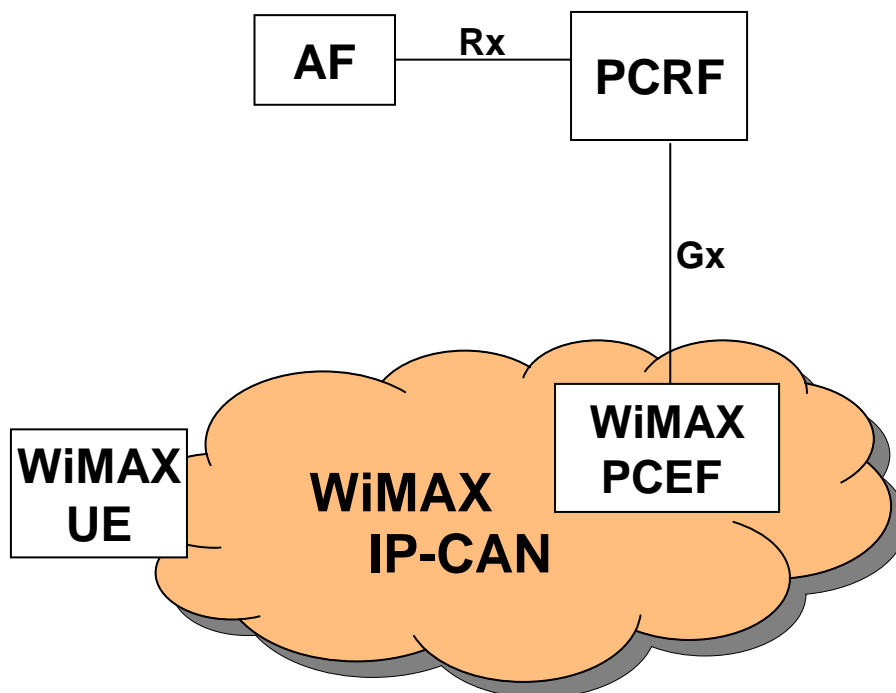 AF
Rx
PCRF
Gx
WiMAX
PCEF
WiMAX
UE
WiMAX
IP-CAN